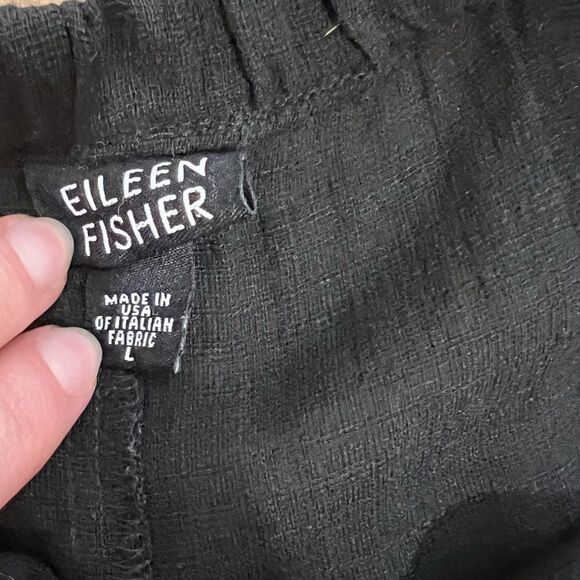 EILEEN
FISHER
MADE IN
USA
OF ITALIAN
FABRIC
L